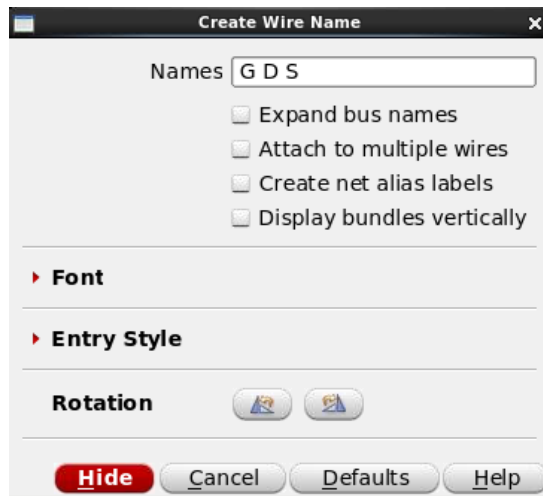 Create Wire Name
Names G D S
Expand bus names
Attach to multiple wires
Create net alias labels
Display bundles vertically
Font
Entry Style
Rotation
Hide Cancel Defaults Help